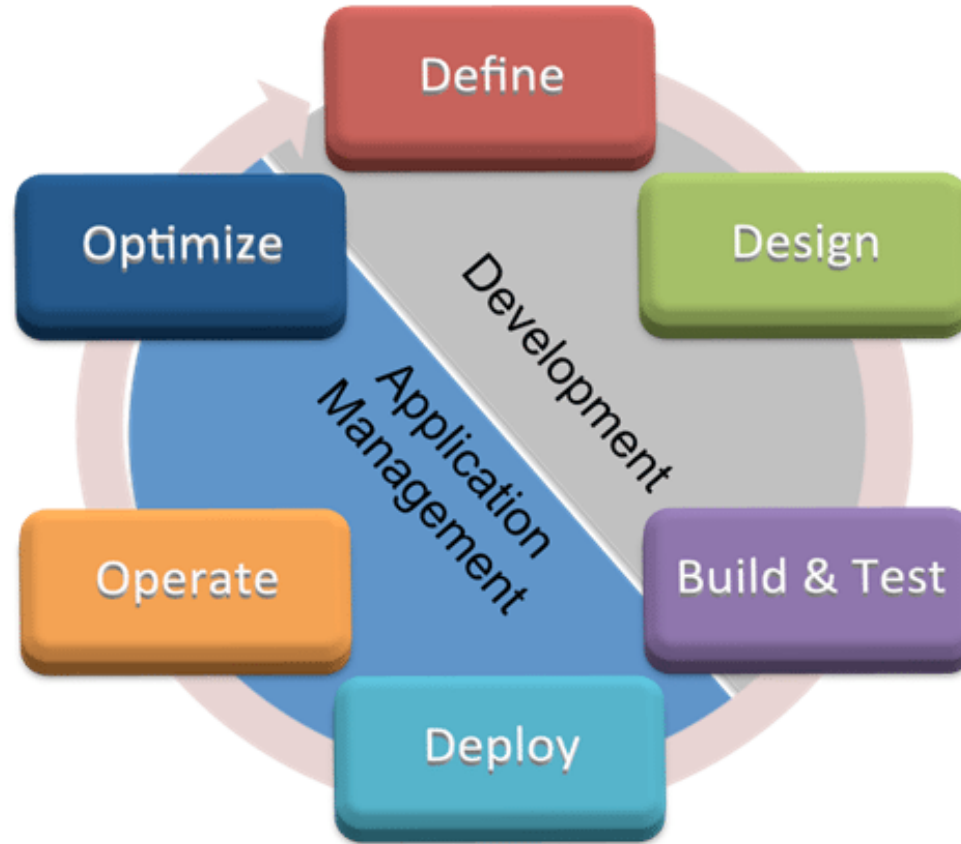 Define
Optimize
Design
Development
Application
Management
Operate
Build & Test
Deploy